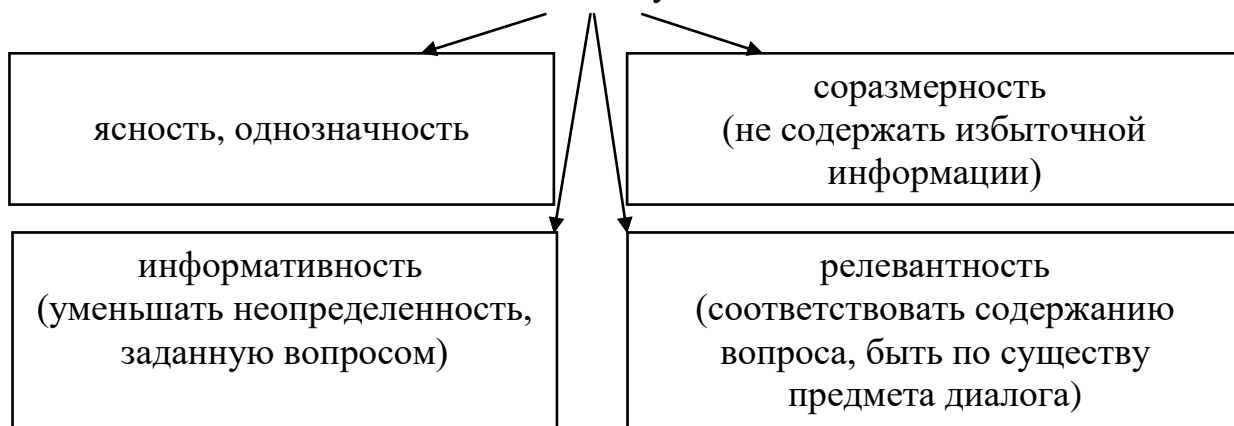 ясность, однозначность
соразмерность
(не содержать избыточной
информации)
информативность
(уменьшать неопределенность,
заданную вопросом)
релевантность
(соответствовать содержанию
вопроса, быть по существу
предмета диалога)